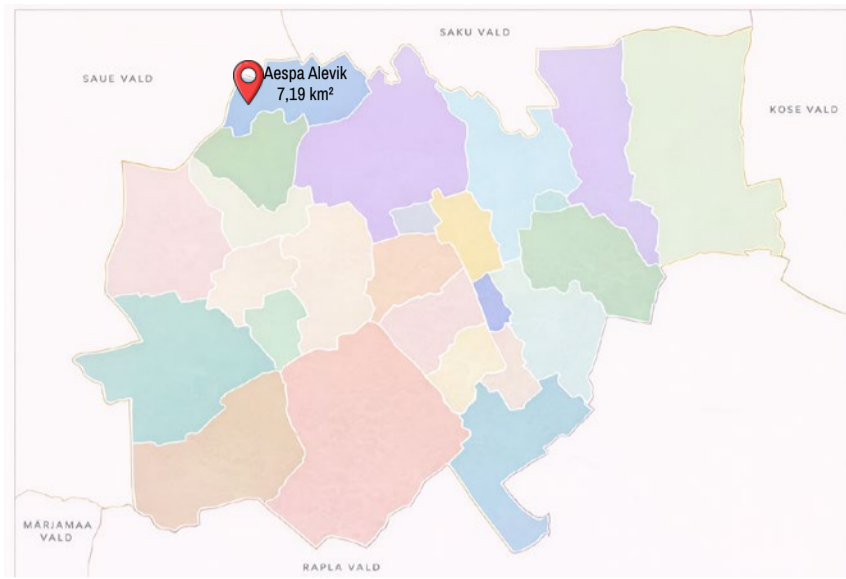 SAKU VALD
Aespa Alevik
7,19 km²
SAUE VALD
KOSE VALD
MÄRJAMAA
VALD
RAPLA VALD